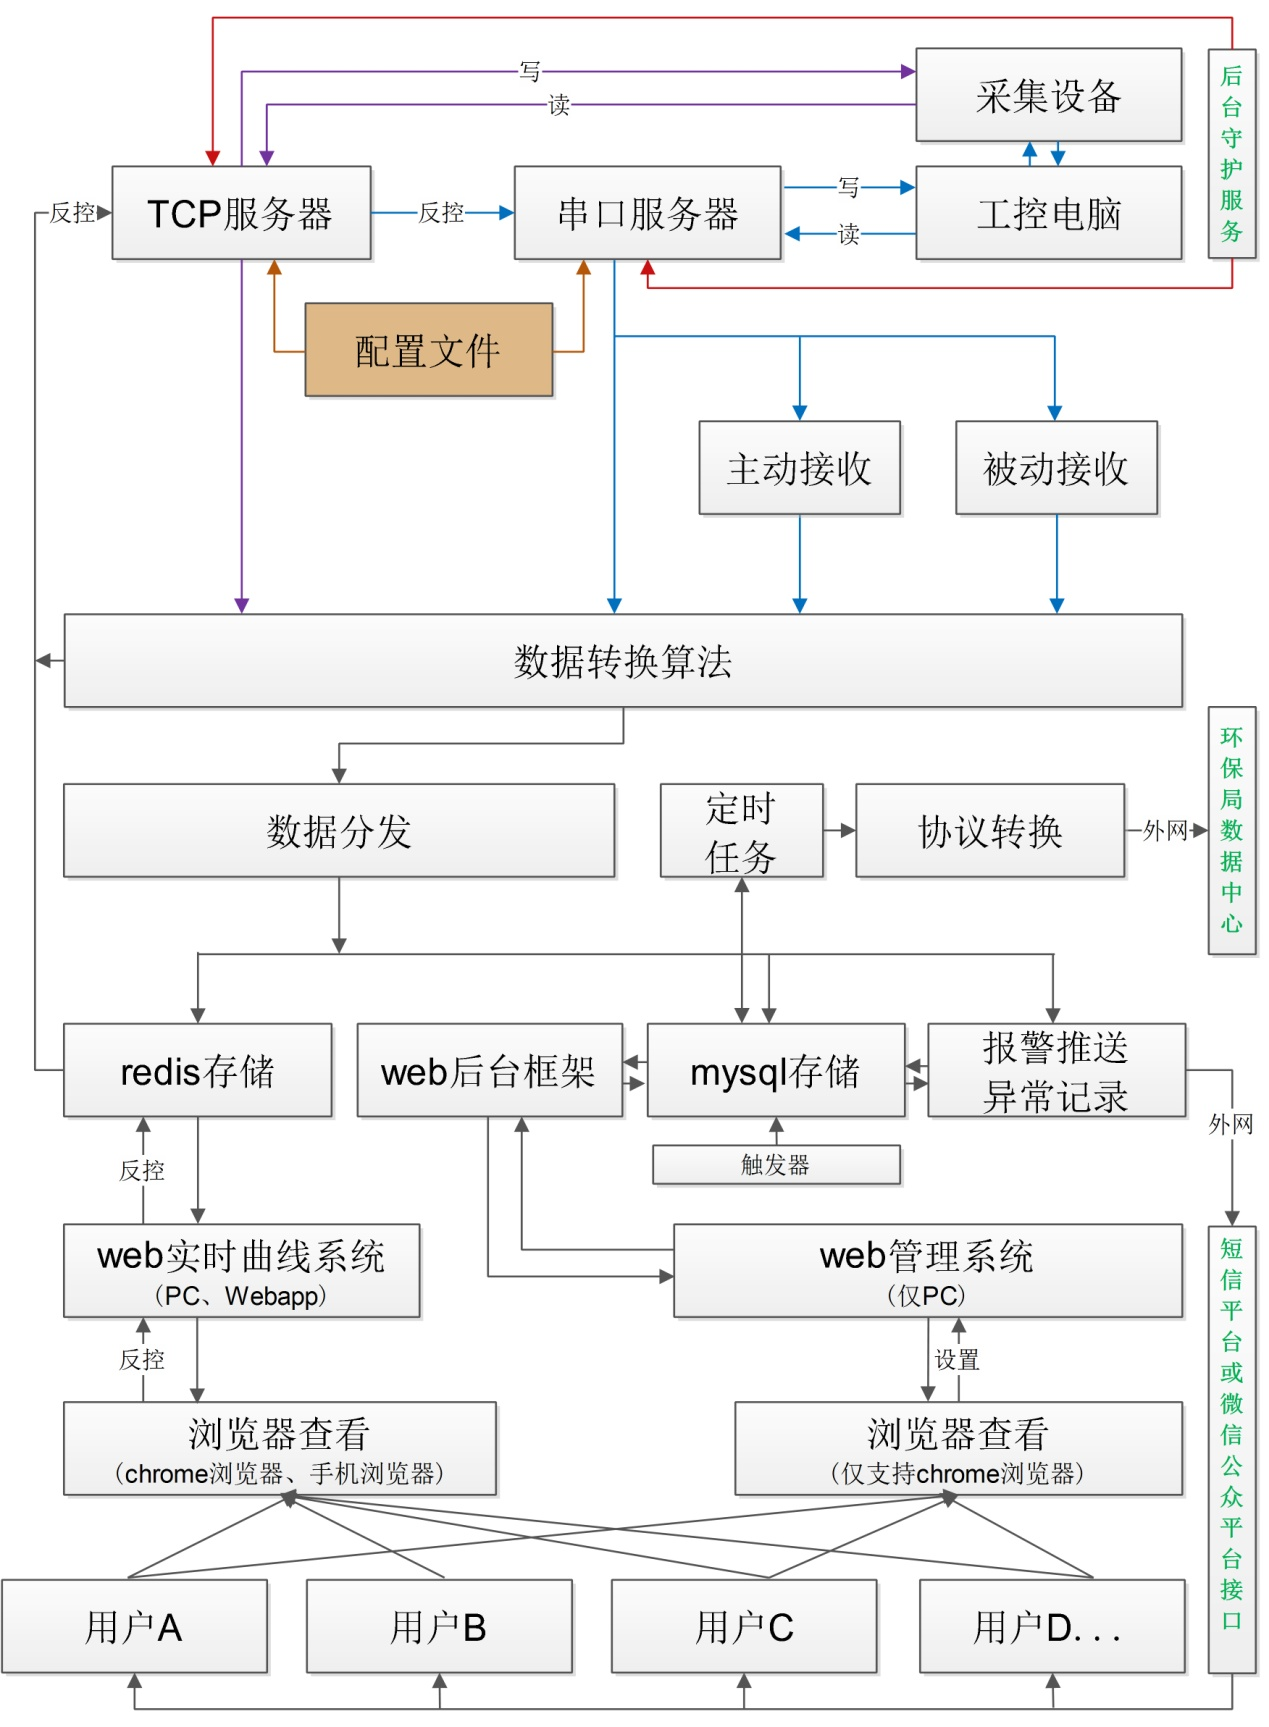 写
采集设备
读
后台守护服务
反控
TCP服务器
反控
串口服务器
写
读
工控电脑
配置文件
主动接收
被动接收
数据转换算法
数据分发
定时
任务
协议转换
外网
环保局数据中心
redis存储
web后台框架
mysql存储
报警推送
异常记录
外网
触发器
反控
web实时曲线系统
（PC、Webapp）
web管理系统
（仅PC）
反控
设置
浏览器查看
（chrome浏览器、手机浏览器）
浏览器查看
（仅支持chrome浏览器）
短信平台或微信公众平台接口
用户A
用户B
用户C
用户D...